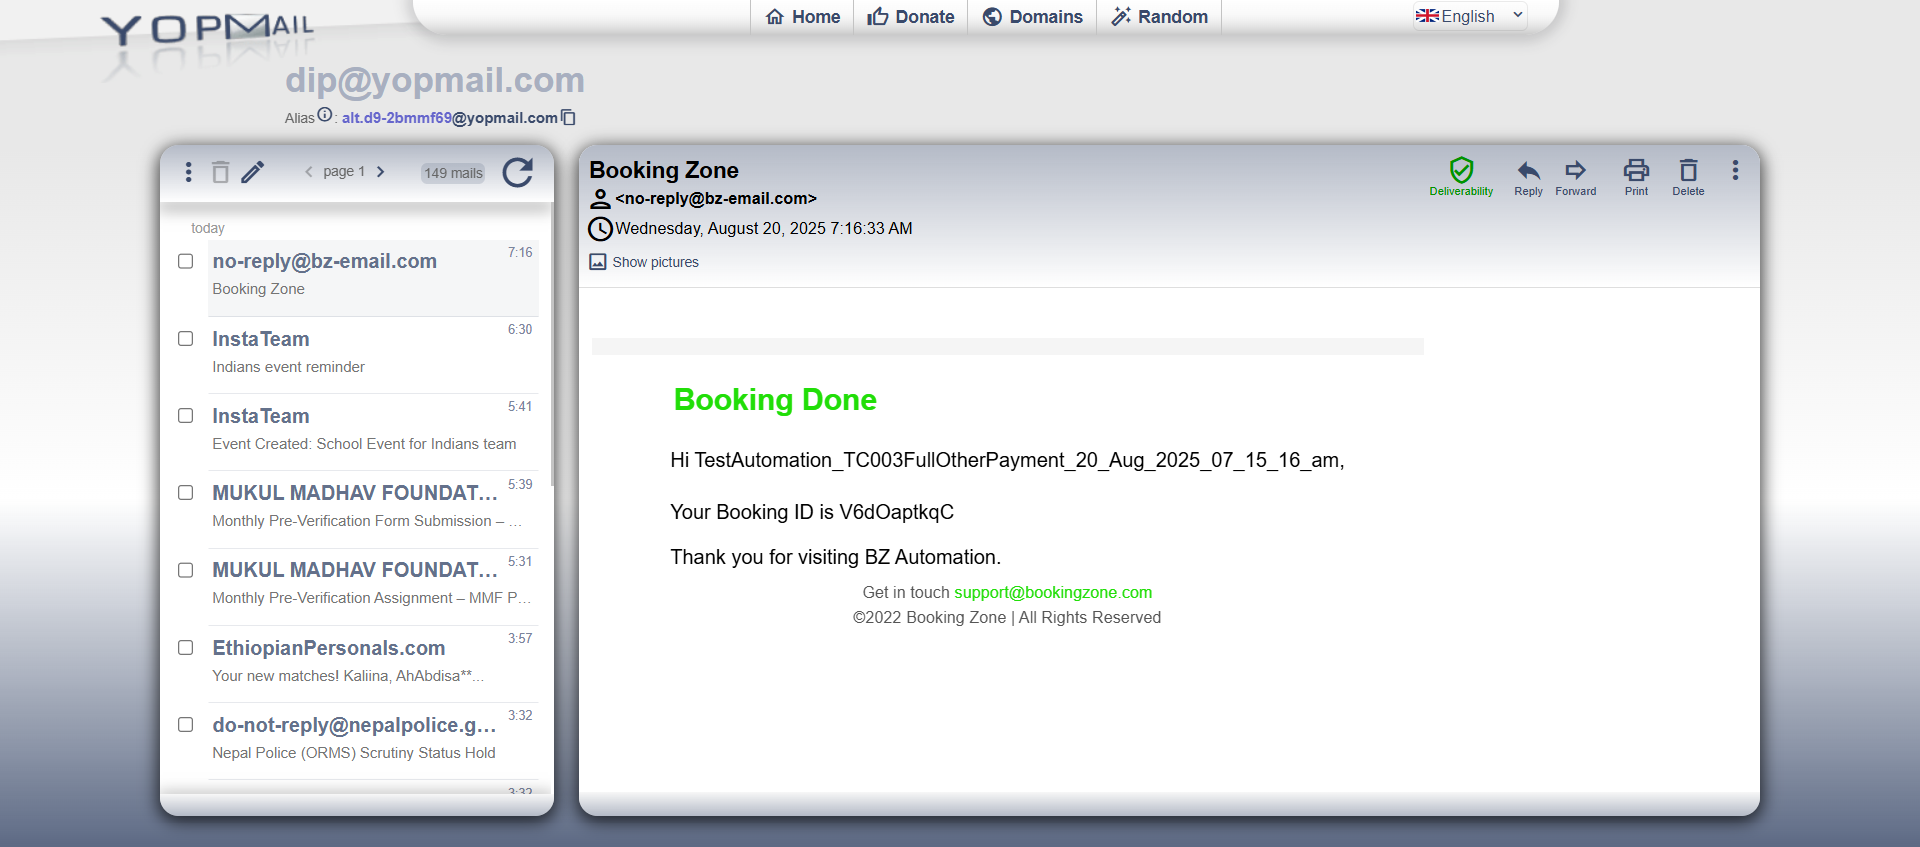 YOPMAIL
Home
Donate
Domains
Random
English
dip@yopmail.com
Alias : alt.d9-2bmmf69@yopmail.com
page 1
149 mails
today
no-reply@bz-email.com 7:16
Booking Zone
InstaTeam 6:30
Indians event reminder
InstaTeam 5:41
Event Created: School Event for Indians team
MUKUL MADHAV FOUNDAT... 5:39
Monthly Pre-Verification Form Submission – ...
MUKUL MADHAV FOUNDAT... 5:31
Monthly Pre-Verification Assignment – MMF P...
EthiopianPersonals.com 3:57
Your new matches! Kaliina, AhAbdisa**...
do-not-reply@nepalpolice.g... 3:32
Nepal Police (ORMS) Scrutiny Status Hold
3:32
Booking Zone
<no-reply@bz-email.com>
Wednesday, August 20, 2025 7:16:33 AM
Show pictures
Deliverability
Reply
Forward
Print
Delete
Booking Done
Hi TestAutomation_TC003FullOtherPayment_20_Aug_2025_07_15_16_am,
Your Booking ID is V6dOaptkqC
Thank you for visiting BZ Automation.
Get in touch support@bookingzone.com
©2022 Booking Zone | All Rights Reserved